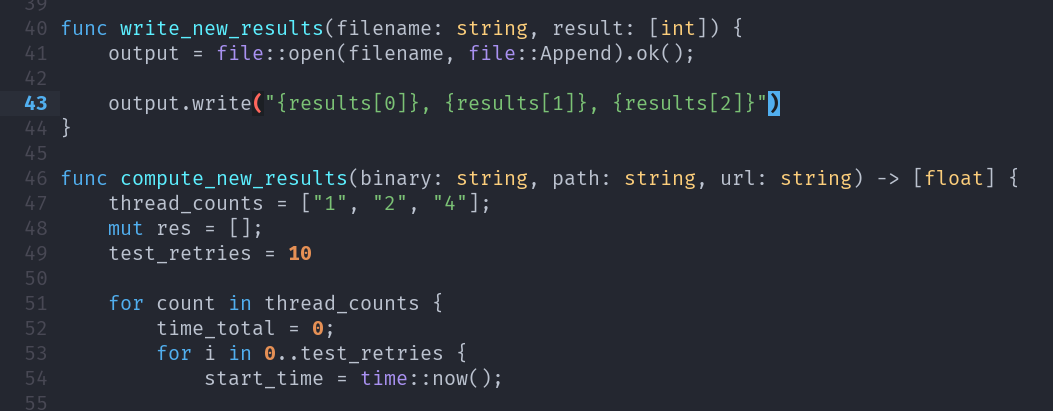 39
40 func write_new_results(filename: string, result: [int]) {
41     output = file::open(filename, file::Append).ok();
42
43     output.write("{results[0]}, {results[1]}, {results[2]}")
44 }
45
46 func compute_new_results(binary: string, path: string, url: string) -> [float] {
47     thread_counts = ["1", "2", "4"];
48     mut res = [];
49     test_retries = 10
50
51     for count in thread_counts {
52         time_total = 0;
53         for i in 0..test_retries {
54             start_time = time::now();
55